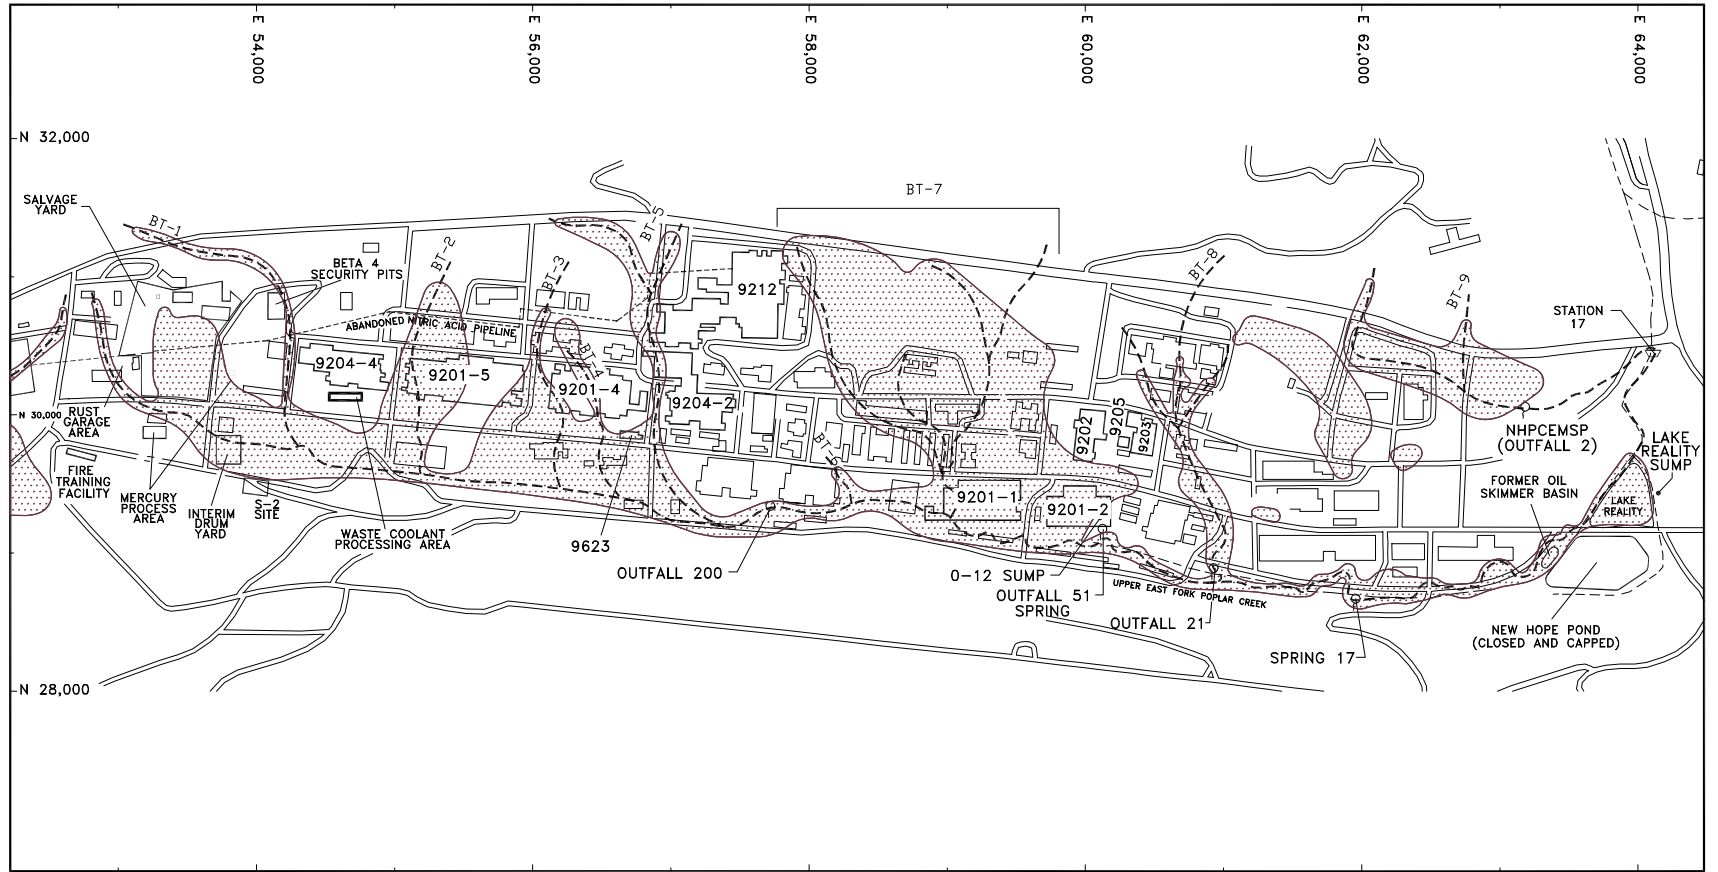 E 54,000
E 56,000
E 58,000
E 60,000
E 62,000
E 64,000
N 32,000
BT-7
SALVAGE
YARD
BT-1
BT-2
BT-3
BT-5
BT-8
BT-9
BETA 4
SECURITY PITS
9212
STATION
17
ABANDONED NITRIC ACID PIPELINE
9204-4
9201-5
BT-4
9201-4
9204-2
N 30,000
RUST
GARAGE
AREA
9202
9205
9203
BT-6
NHPCEMSP
(OUTFALL 2)
LAKE
REALITY
SUMP
FIRE
TRAINING
FACILITY
MERCURY
PROCESS
AREA
INTERIM
DRUM
YARD
S-2
SITE
WASTE COOLANT
PROCESSING AREA
9201-1
9201-2
FORMER OIL
SKIMMER BASIN
LAKE
REALITY
9623
OUTFALL 200
O-12 SUMP
OUTFALL 51
SPRING
UPPER EAST FORK POPLAR CREEK
OUTFALL 21
SPRING 17
NEW HOPE POND
(CLOSED AND CAPPED)
N 28,000